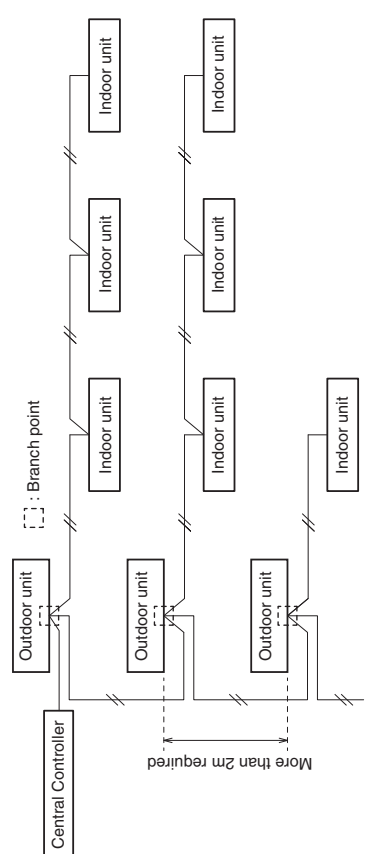 Central Controller
Outdoor unit
Outdoor unit
Outdoor unit
: Branch point
Indoor unit
Indoor unit
Indoor unit
Indoor unit
Indoor unit
Indoor unit
Indoor unit
More than 2m required